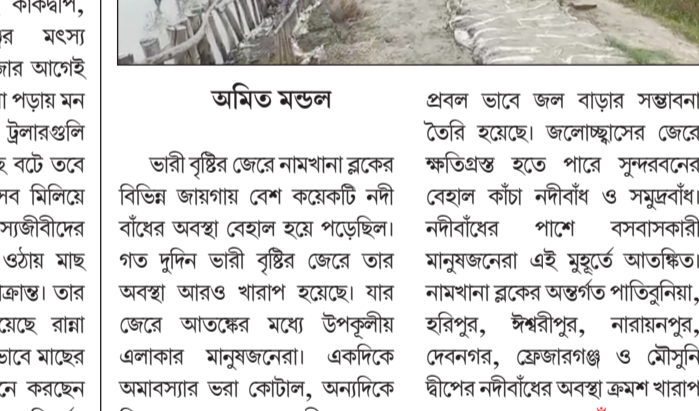 কাকদ্বীপ,
মৎস্য
আগেই
পড়ায় মন
ট্রলারগুলি
বটে তবে
মিলিয়ে
ওঠায় মাছ
তার
রান্না
মাছের
করছেন
অমিত মন্ডল
ভারী বৃষ্টির জেরে নামখানা ব্লকের
বিভিন্ন জায়গায় বেশ কয়েকটি নদী
বাঁধের অবস্থা বেহাল হয়ে পড়েছিল।
গত দুদিন ভারী বৃষ্টির জেরে তার
অবস্থা আরও খারাপ হয়েছে। যার
জেরে আতঙ্কের মধ্যে উপকূলীয়
এলাকার মানুষজনেরা। একদিকে
অমাবস্যার ভরা কোটাল, অন্যদিকে
প্রবল ভাবে জল বাড়ার সম্ভাবনা
তৈরি হয়েছে। জলোচ্ছ্বাসের জেরে
ক্ষতিগ্রস্ত হতে পারে সুন্দরবনের
বেহাল কাঁচা নদীবাঁধ ও সমুদ্রবাঁধ।
নদীবাঁধের পাশে বসবাসকারী
মানুষজনেরা এই মুহূর্তে আতঙ্কিত।
নামখানা ব্লকের অন্তর্গত পাতিবুনিয়া,
হরিপুর, ঈশ্বরীপুর, নারায়নপুর,
দেবনগর, ফ্রেজারগঞ্জ ও মৌসুনি
দ্বীপের নদীবাঁধের অবস্থা ক্রমশ খারাপ